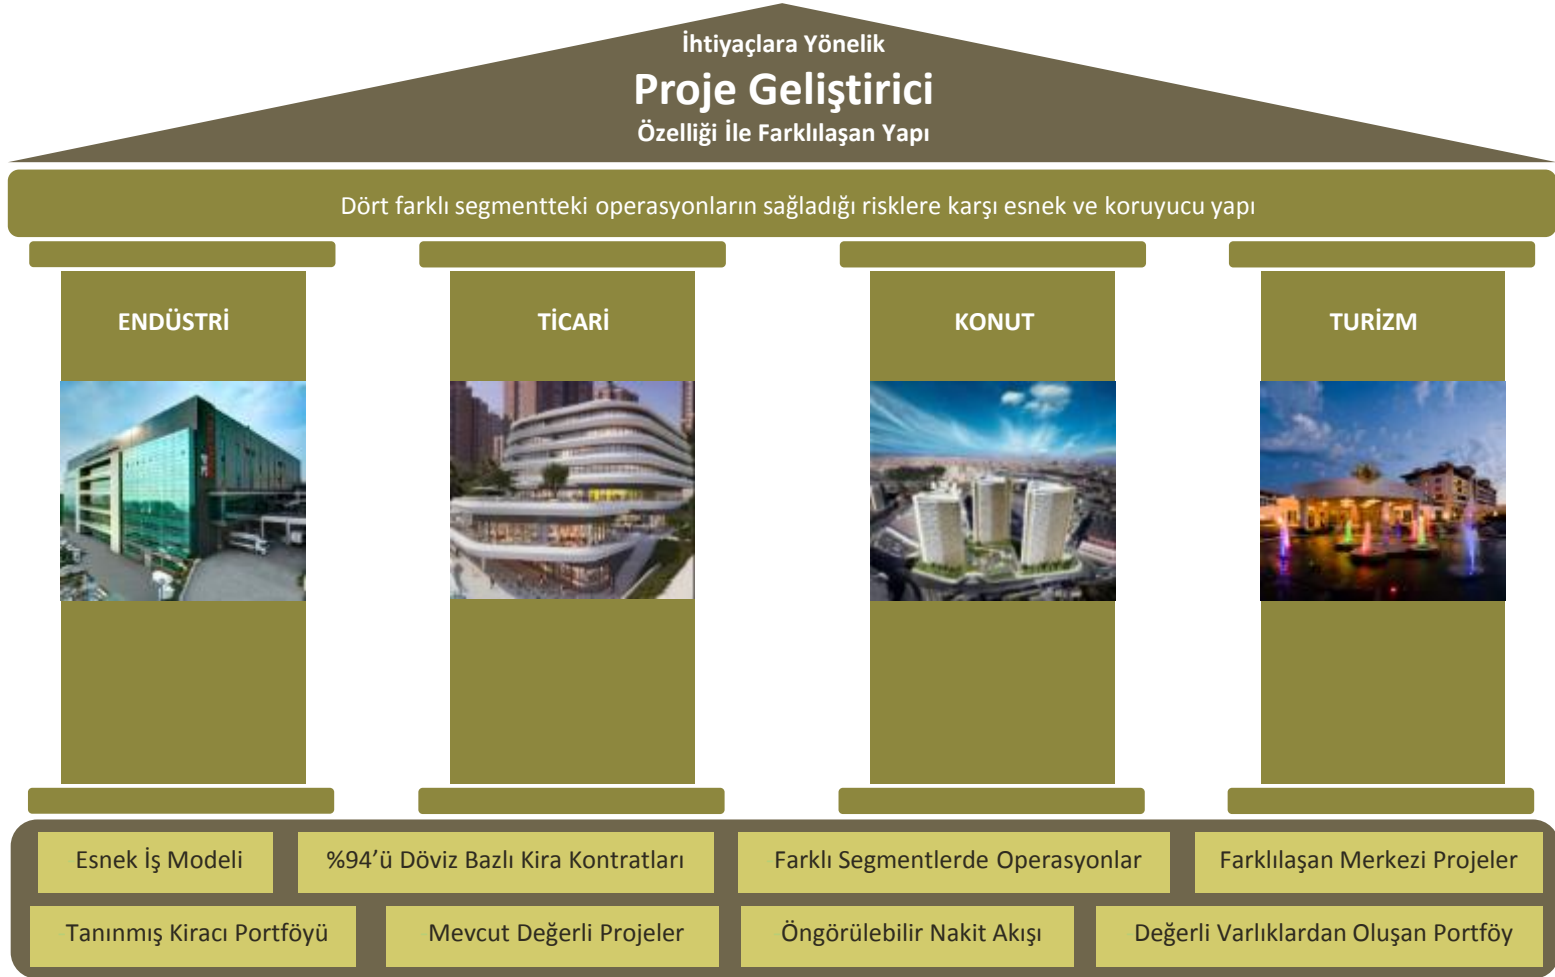 İhtiyaçlara Yönelik
Proje Geliştirici
Özelliği İle Farklılaşan Yapı
Dört farklı segmentteki operasyonların sağladığı risklere karşı esnek ve koruyucu yapı
ENDÜSTRİ
TİCARİ
KONUT
TURİZM
Esnek İş Modeli
%94’ü Döviz Bazlı Kira Kontratları
Farklı Segmentlerde Operasyonlar
Farklılaşan Merkezi Projeler
Tanınmış Kiracı Portföyü
Mevcut Değerli Projeler
Öngörülebilir Nakit Akışı
Değerli Varlıklardan Oluşan Portföy